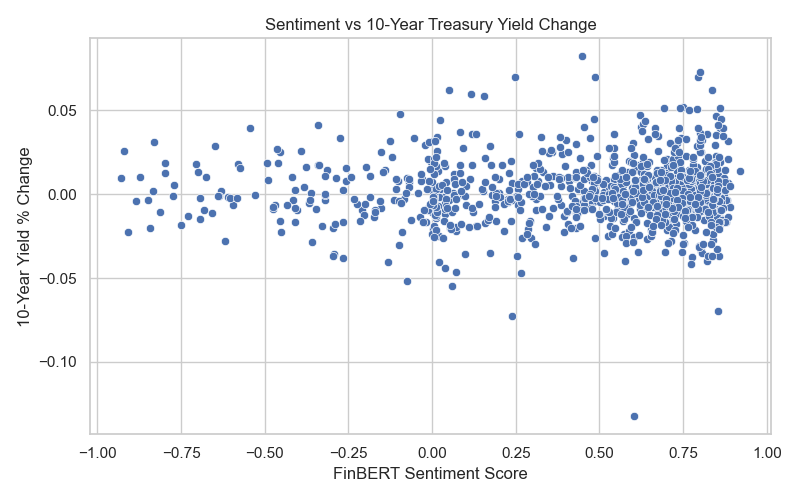 Sentiment vs 10-Year Treasury Yield Change
10-Year Yield % Change
0.05
0.00
−0.05
−0.10
−1.00 −0.75 −0.50 −0.25 0.00 0.25 0.50 0.75 1.00
FinBERT Sentiment Score